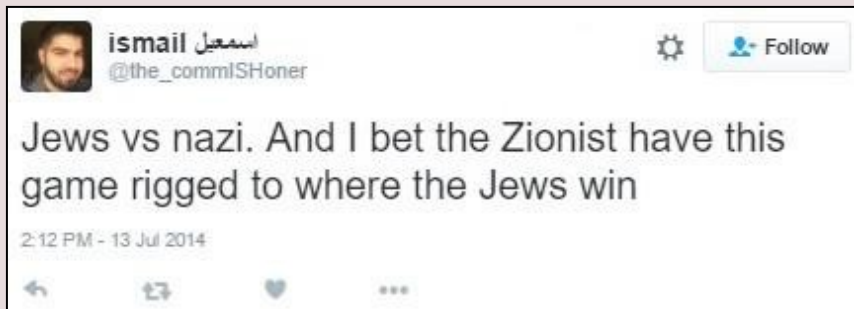 ismail اسمعيل
@the_commISHoner
Follow
Jews vs nazi. And I bet the Zionist have this
game rigged to where the Jews win
2:12 PM - 13 Jul 2014